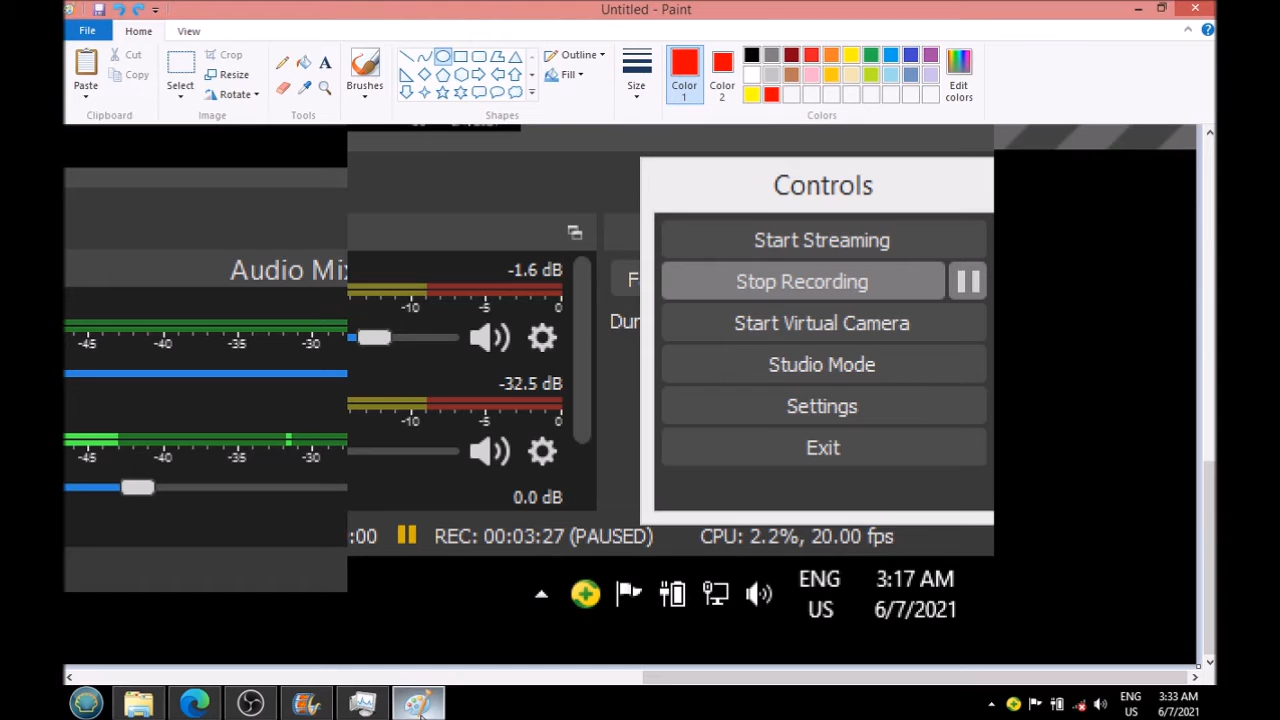 Untitled - Paint
File
Home
View
Paste
Cut
Copy
Clipboard
Select
Crop
Resize
Rotate
Image
A
Tools
Brushes
Outline
Fill
Shapes
Size
Color
1
Color
2
Edit
colors
Colors
Controls
Start Streaming
Stop Recording
Start Virtual Camera
Studio Mode
Settings
Exit
Audio Mix
-45 -40 -35 -30
-45 -40 -35 -30
-1.6 dB
-10 -5 0
-32.5 dB
-10 -5 0
0.0 dB
F
Dur
:00 REC: 00:03:27 (PAUSED) CPU: 2.2%, 20.00 fps
ENG
US
3:17 AM
6/7/2021
ENG
US
3:33 AM
6/7/2021